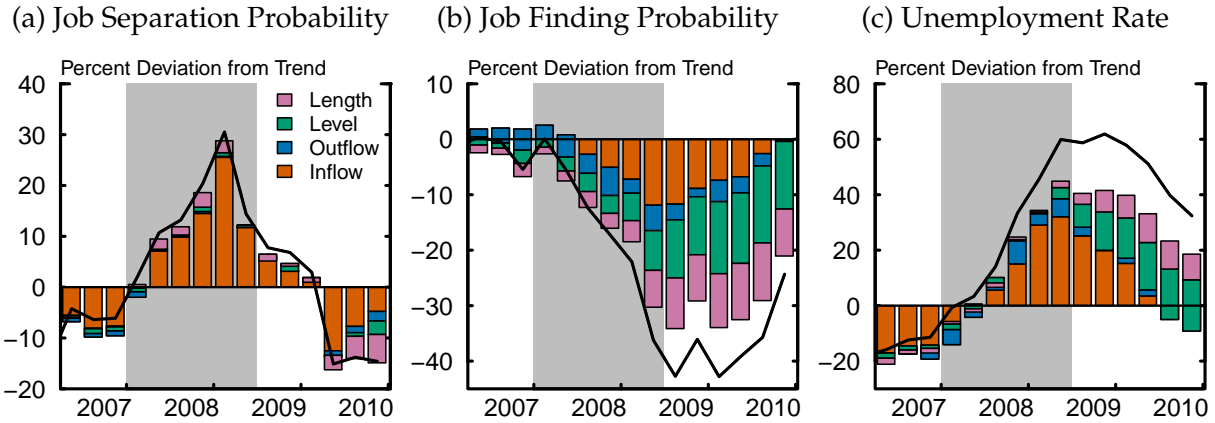 (a) Job Separation Probability
Percent Deviation from Trend
40
30
20
10
0
−10
−20
Length
Level
Outflow
Inflow
2007 2008 2009 2010
(b) Job Finding Probability
Percent Deviation from Trend
10
0
−10
−20
−30
−40
2007 2008 2009 2010
(c) Unemployment Rate
Percent Deviation from Trend
80
60
40
20
0
−20
2007 2008 2009 2010